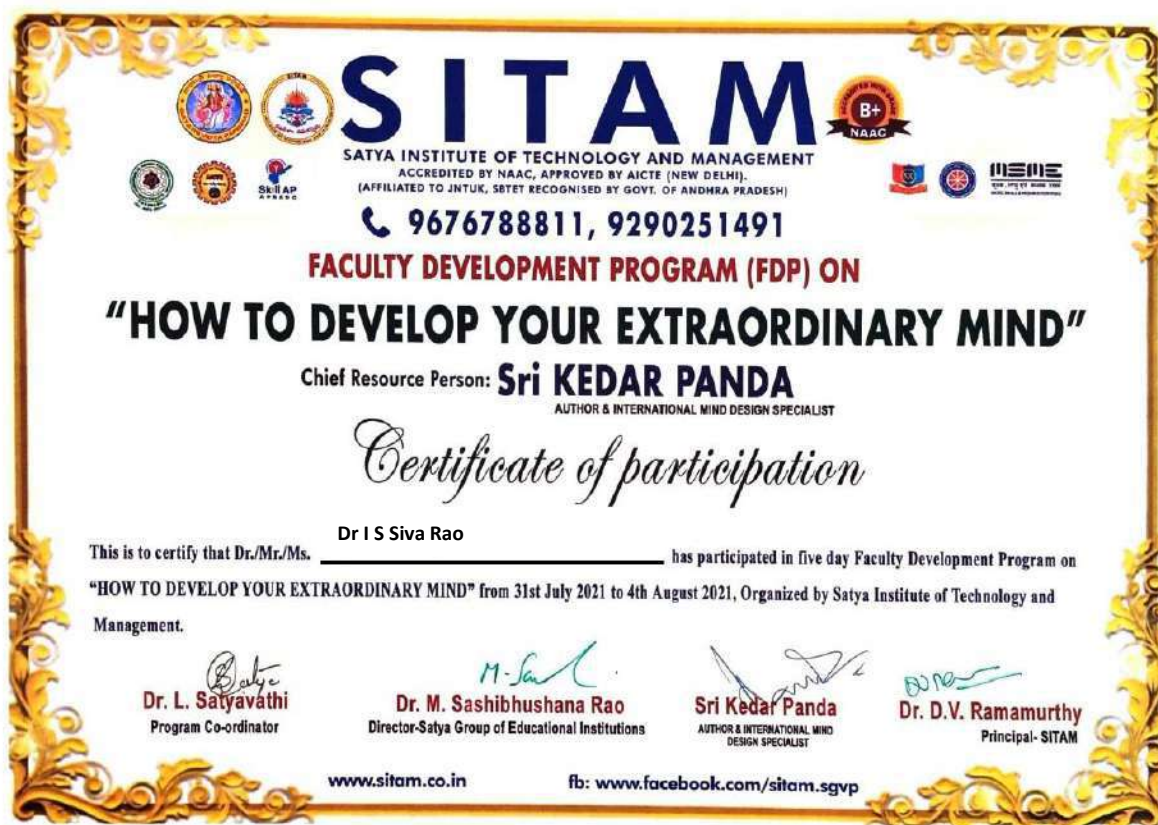 SITAM
SITAM
B+
NAAC
SATYA INSTITUTE OF TECHNOLOGY AND MANAGEMENT
ACCREDITED BY NAAC, APPROVED BY AICTE (NEW DELHI).
(AFFILIATED TO JNTUK, SBTET RECOGNISED BY GOVT. OF ANDHRA PRADESH)
Skill AP
APSSDC
MSME
9676788811, 9290251491
FACULTY DEVELOPMENT PROGRAM (FDP) ON
"HOW TO DEVELOP YOUR EXTRAORDINARY MIND"
Chief Resource Person: Sri KEDAR PANDA
AUTHOR & INTERNATIONAL MIND DESIGN SPECIALIST
Certificate of participation
Dr I S Siva Rao
This is to certify that Dr./Mr./Ms. has participated in five day Faculty Development Program on
"HOW TO DEVELOP YOUR EXTRAORDINARY MIND" from 31st July 2021 to 4th August 2021, Organized by Satya Institute of Technology and
Management.
Dr. L. Satyavathi
Program Co-ordinator
Dr. M. Sashibhushana Rao
Director-Satya Group of Educational Institutions
Sri Kedar Panda
AUTHOR & INTERNATIONAL MIND
DESIGN SPECIALIST
Dr. D.V. Ramamurthy
Principal- SITAM
www.sitam.co.in
fb: www.facebook.com/sitam.sgvp